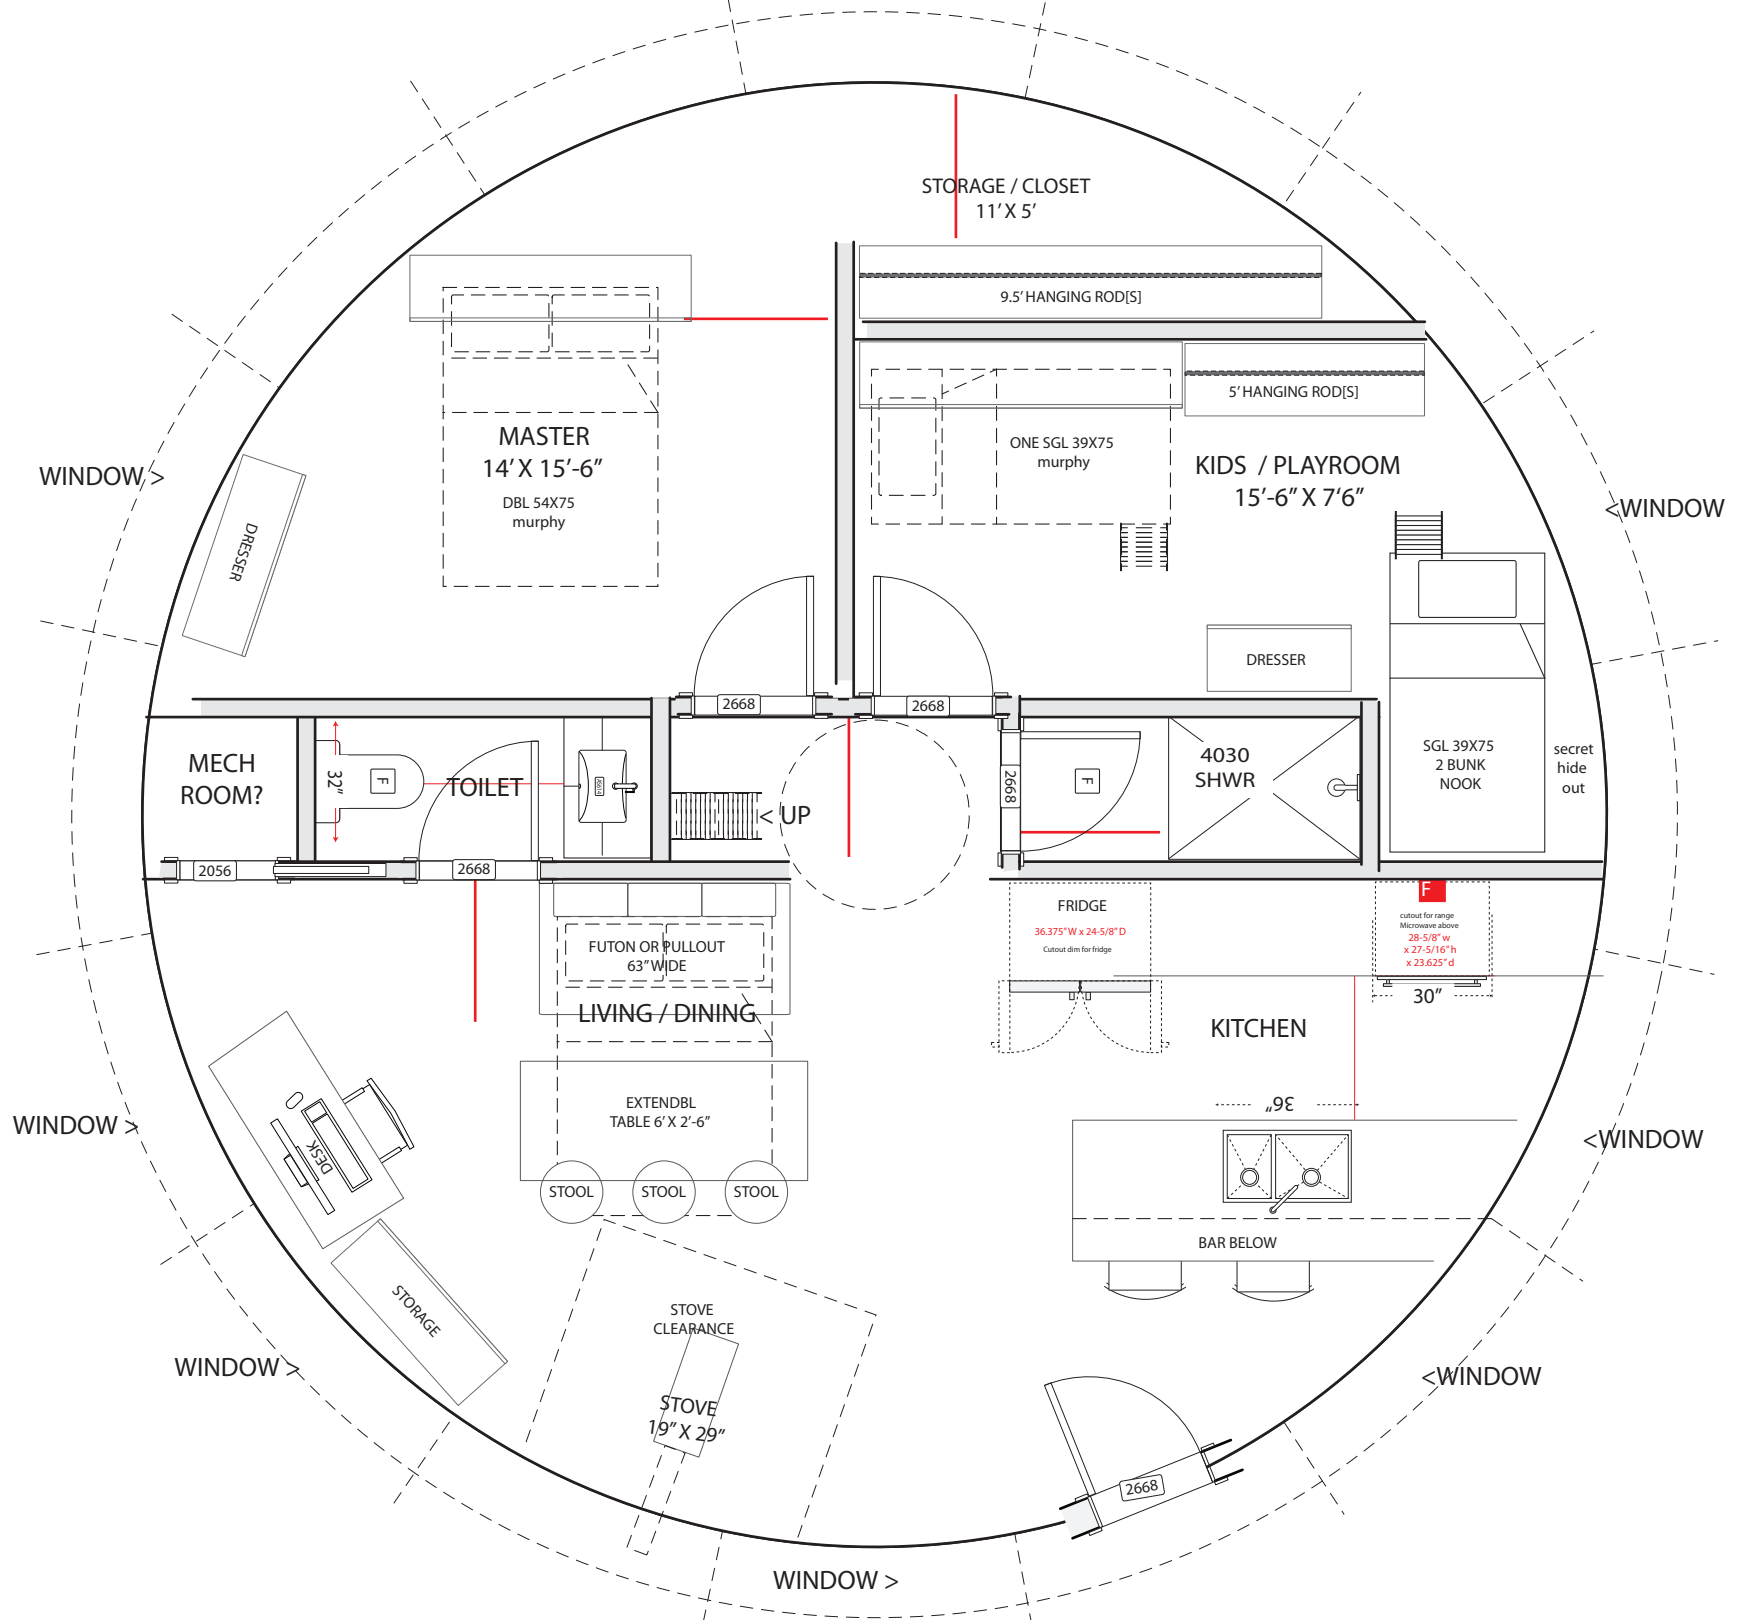 STORAGE / CLOSET
11’ X 5’
9.5’ HANGING ROD[S]
5’ HANGING ROD[S]
MASTER
14’ X 15’-6”
DBL 54X75
murphy
ONE SGL 39X75
murphy
KIDS / PLAYROOM
15’-6” X 7‘6”
WINDOW >
<WINDOW
DRESSER
DRESSER
2668
2668
MECH
ROOM?
32”
F
TOILET
< UP
2668
F
4030
SHWR
SGL 39X75
2 BUNK
NOOK
secret
hide
out
2056
2668
FUTON OR PULLOUT
63” WIDE
LIVING / DINING
FRIDGE
36.375” W x 24-5/8” D
Cutout dim for fridge
F
cutout for range
Microwave above
28-5/8” w
x 27-5/16” h
x 23.625” d
30”
KITCHEN
36”
EXTENDBL
TABLE 6’ X 2’-6”
STOOL
STOOL
STOOL
DESK
WINDOW >
<WINDOW
BAR BELOW
STORAGE
STOVE
CLEARANCE
STOVE
19” X 29”
WINDOW >
<WINDOW
2668
WINDOW >